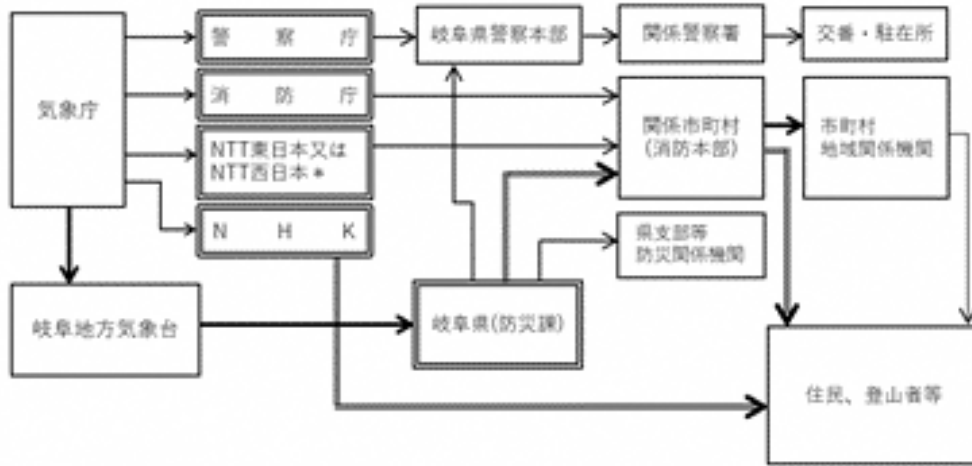 警 察 庁
岐阜県警察本部
関係警察署
交番・駐在所
気象庁
消 防 庁
NTT東日本又は
NTT西日本*
N H K
関係市町村
(消防本部)
市町村
地域関係機関
県支部等
防災関係機関
岐阜地方気象台
岐阜県(防災課)
住民、登山者等